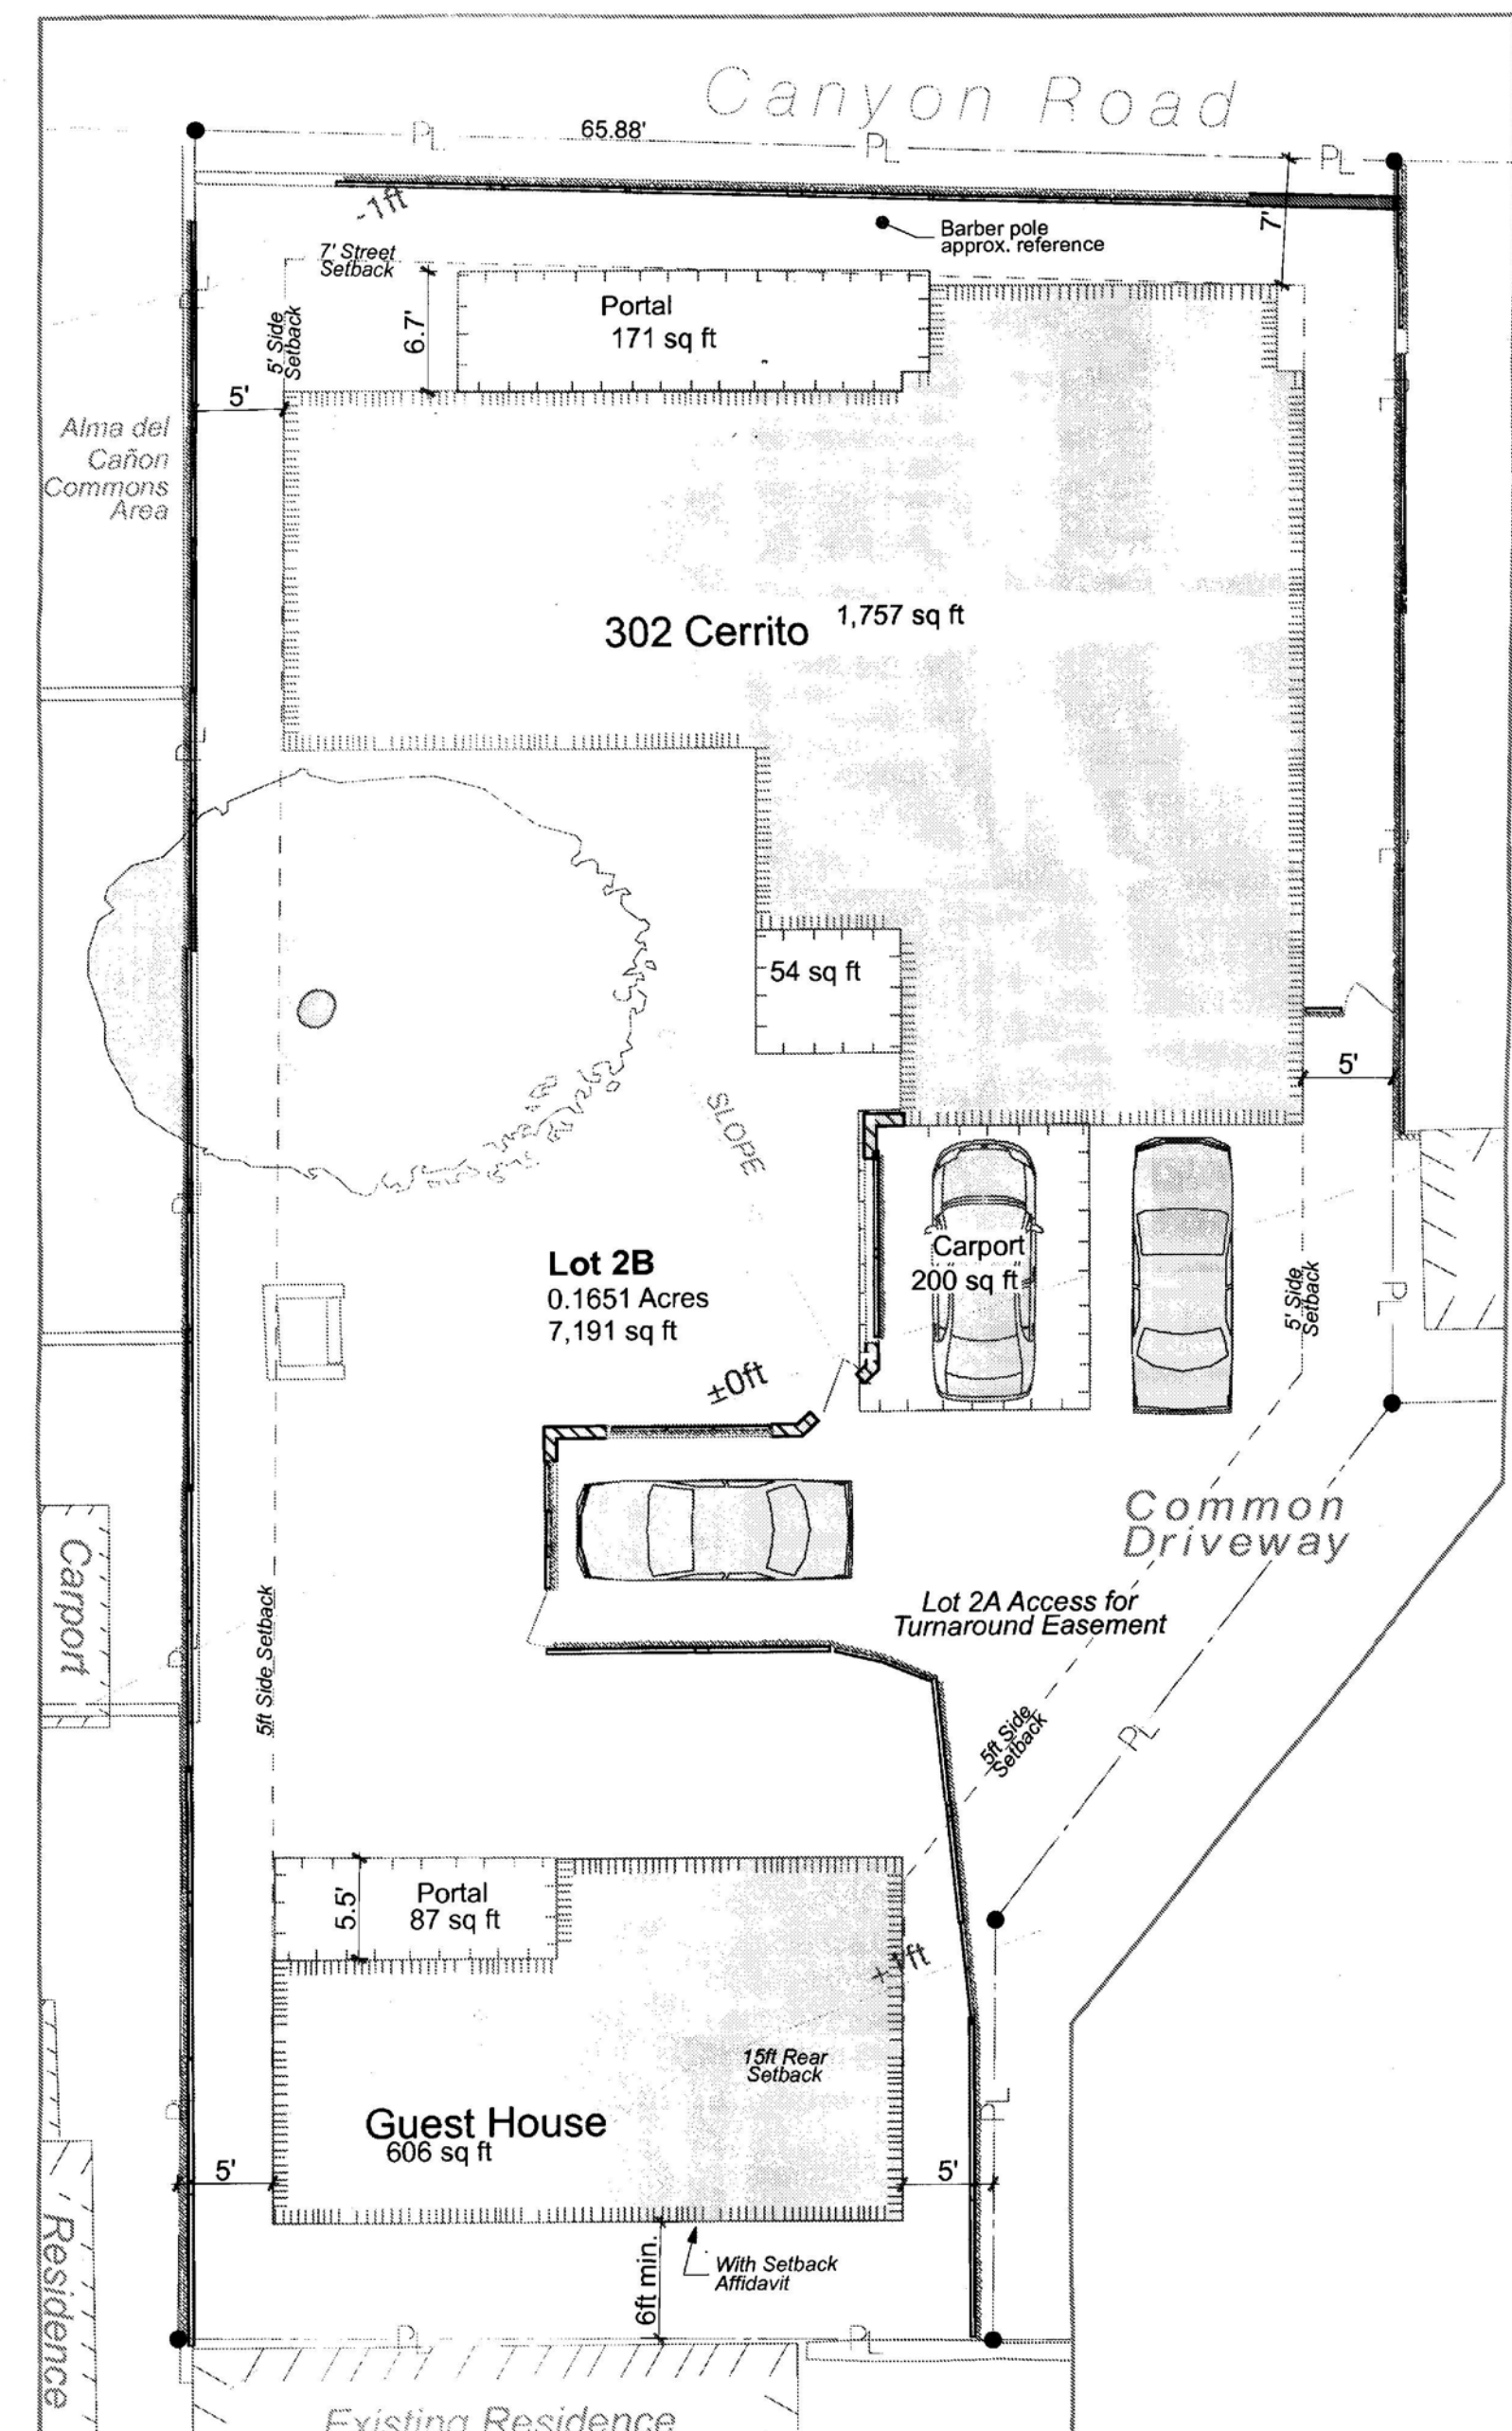 Canyon Road
65.88'
PL
PL
PL
-1ft
7'
Barber pole
approx. reference
7' Street
Setback
5' Side
Setback
6.7'
Portal
171 sq ft
5'
Alma del
Cañon
Commons
Area
302 Cerrito
1,757 sq ft
54 sq ft
5'
SLOPE
Carport
200 sq ft
Lot 2B
0.1651 Acres
7,191 sq ft
5' Side
Setback
PL
±0ft
Common
Driveway
Carport
5ft Side Setback
Lot 2A Access for
Turnaround Easement
5ft Side
Setback
PL
Portal
87 sq ft
5.5'
+1ft
15ft Rear
Setback
PL
Guest House
606 sq ft
5'
5'
Residence
6ft min.
With Setback
Affidavit
PL
PL
Existing Residence